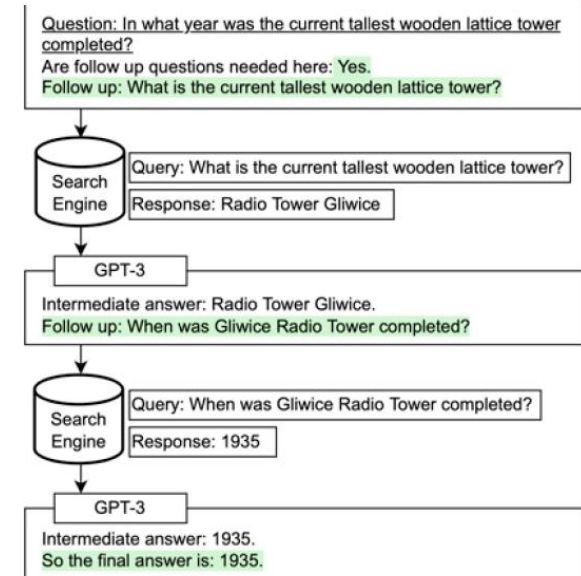 Question: In what year was the current tallest wooden lattice tower
completed?
Are follow up questions needed here: Yes.
Follow up: What is the current tallest wooden lattice tower?
Search
Engine
Query: What is the current tallest wooden lattice tower?
Response: Radio Tower Gliwice
GPT-3
Intermediate answer: Radio Tower Gliwice.
Follow up: When was Gliwice Radio Tower completed?
Search
Engine
Query: When was Gliwice Radio Tower completed?
Response: 1935
GPT-3
Intermediate answer: 1935.
So the final answer is: 1935.